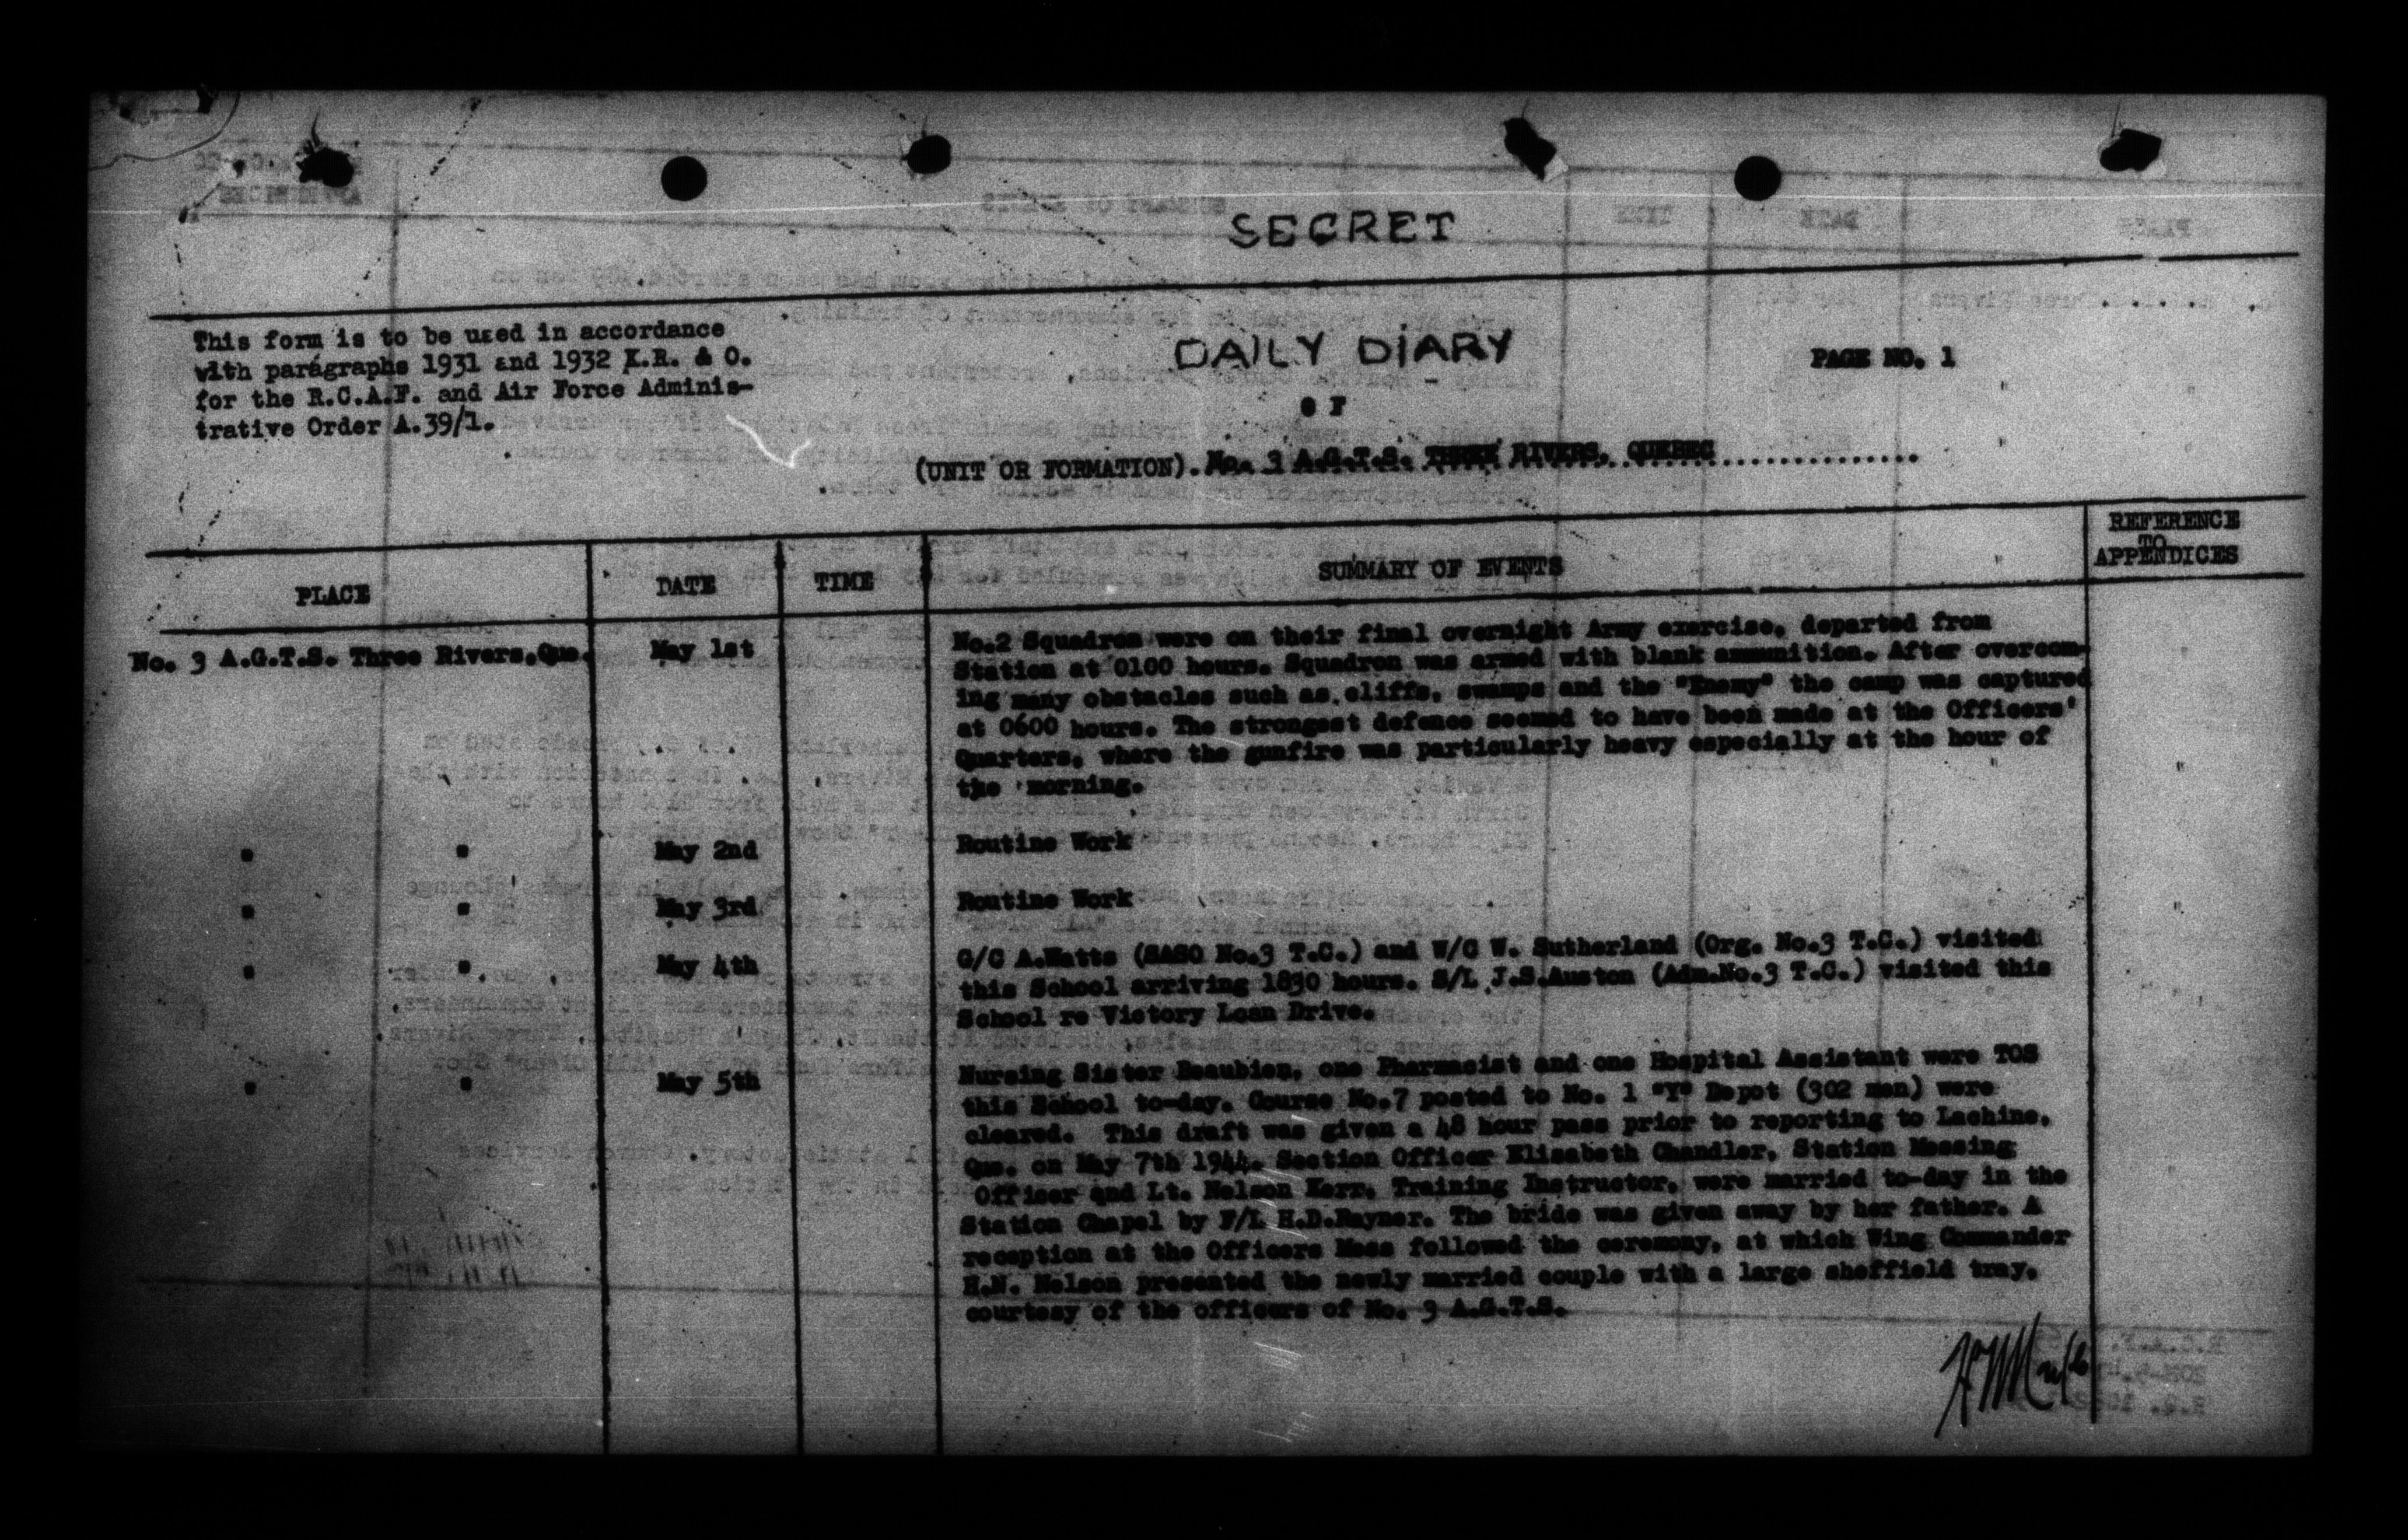 SECRET
This form is to be used in accordance
with paragraphs 1931 and 1932 K.R. & O.
for the R.C.A.F. and Air Force Adminis-
trative Order A.39/1.
DAILY DIARY
PAGE NO. 1
OF
(UNIT OR FORMATION). No. 3 A.G.T.S. THREE RIVERS, QUEBEC
PLACE DATE TIME SUMMARY OF EVENTS REFERENCE TO APPENDICES
No. 3 A.G.T.S. Three Rivers,Que. May 1st
No.2 Squadron were on their final overnight Army exercise, departed from
Station at 0100 hours. Squadron was armed with blank ammunition. After overcom-
ing many obstacles such as cliffs, swamps and the "Enemy" the camp was captured
at 0600 hours. The strongest defence seemed to have been made at the Officers'
Quarters, where the gunfire was particularly heavy especially at the hour of
the morning.
" " May 2nd Routine Work
" " May 3rd Routine Work
" " May 4th G/C A.Watts (SASO No.3 T.C.) and W/C W. Sutherland (Org. No.3 T.C.) visited
this School arriving 1830 hours. S/L J.S.Auston (Adm.No.3 T.C.) visited this
School re Victory Loan Drive.
" " May 5th Nursing Sister Beaubien, one Pharmacist and one Hospital Assistant were TOS
this School to-day. Course No.7 posted to No. 1 "Y" Depot (302 men) were
cleared. This draft was given a 48 hour pass prior to reporting to Lachine,
Que. on May 7th 1944. Section Officer Elizabeth Chandler, Station Messing
Officer and Lt. Nelson Kerr, Training Instructor, were married to-day in the
Station Chapel by F/L H.D.Rayner. The bride was given away by her father. A
reception at the Officers Mess followed the ceremony, at which Wing Commander
H.N. Nelson presented the newly married couple with a large sheffield tray,
courtesy of the officers of No. 3 A.G.T.S.